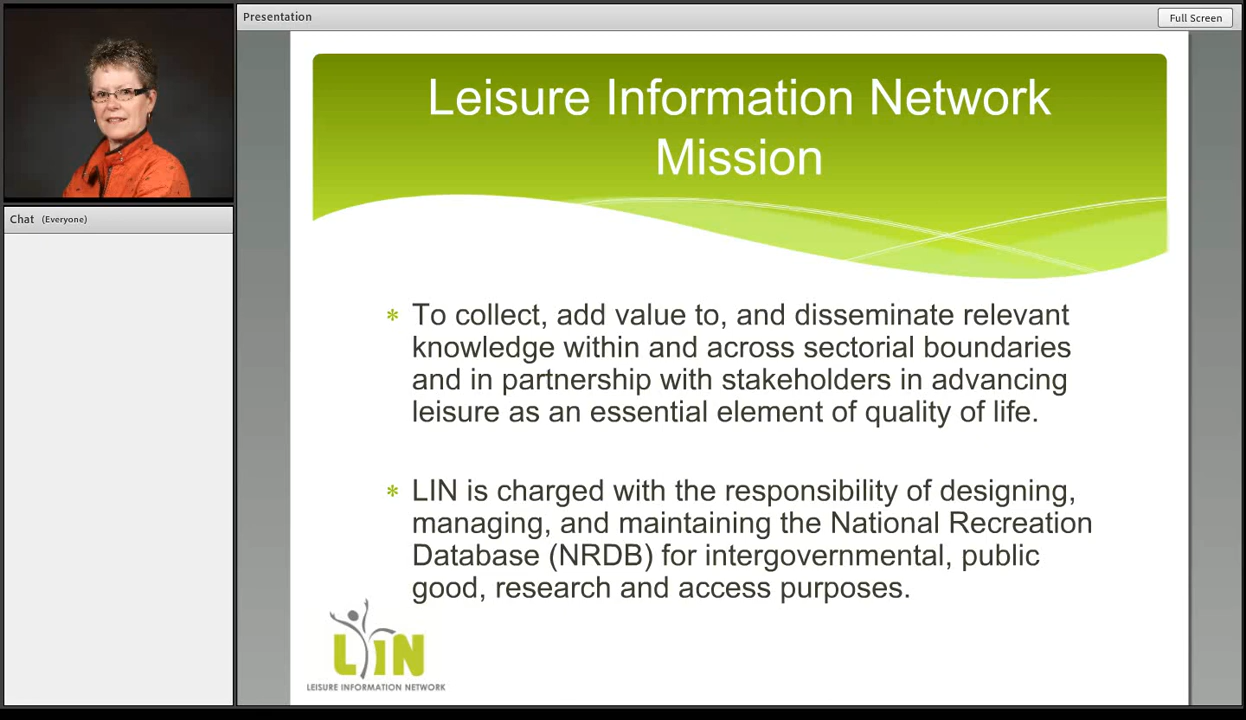 Presentation
Full Screen
Chat (Everyone)
Leisure Information Network
Mission
* To collect, add value to, and disseminate relevant
knowledge within and across sectorial boundaries
and in partnership with stakeholders in advancing
leisure as an essential element of quality of life.
* LIN is charged with the responsibility of designing,
managing, and maintaining the National Recreation
Database (NRDB) for intergovernmental, public
good, research and access purposes.
LIN
LEISURE INFORMATION NETWORK